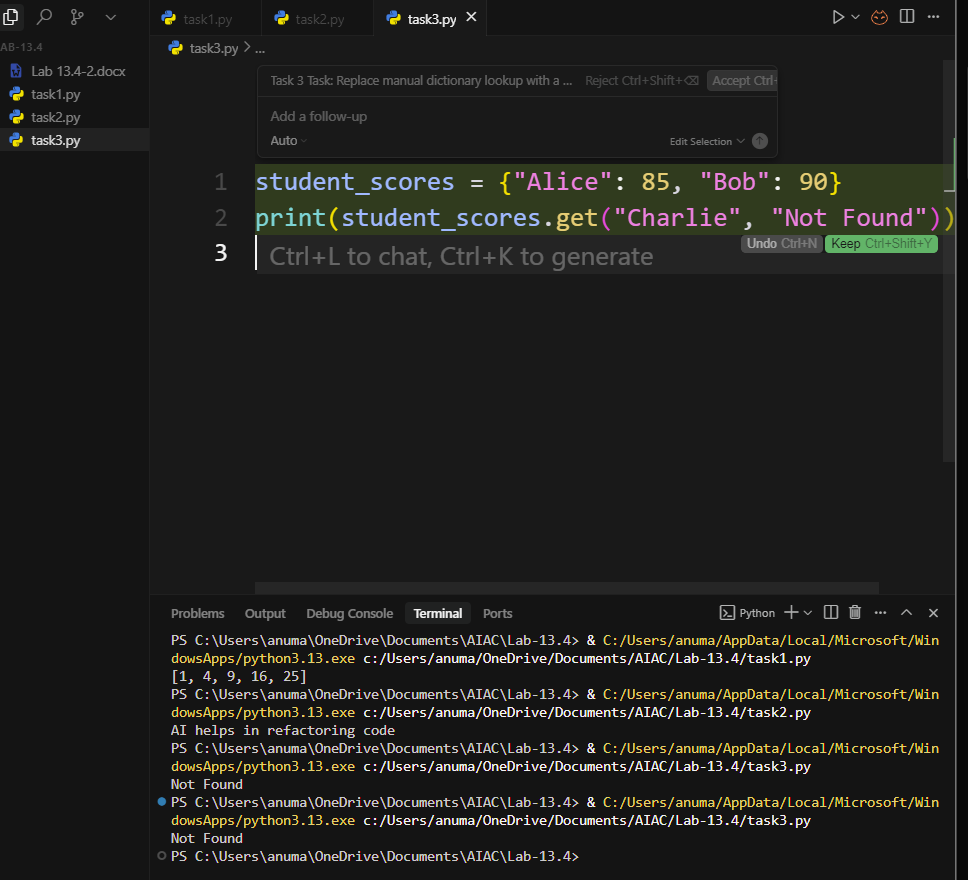 task1.py
task2.py
task3.py
AB-13.4
task3.py > ...
Lab 13.4-2.docx
task1.py
task2.py
task3.py
Task 3 Task: Replace manual dictionary lookup with a ... Reject Ctrl+Shift+⌫ Accept Ctrl+
Add a follow-up
Auto
Edit Selection
1 student_scores = {"Alice": 85, "Bob": 90}
2 print(student_scores.get("Charlie", "Not Found"))
Undo Ctrl+N Keep Ctrl+Shift+Y
3 Ctrl+L to chat, Ctrl+K to generate
Problems Output Debug Console Terminal Ports
Python
PS C:\Users\anuma\OneDrive\Documents\AIAC\Lab-13.4> & C:/Users/anuma/AppData/Local/Microsoft/Win
dowsApps/python3.13.exe c:/Users/anuma/OneDrive/Documents/AIAC/Lab-13.4/task1.py
[1, 4, 9, 16, 25]
PS C:\Users\anuma\OneDrive\Documents\AIAC\Lab-13.4> & C:/Users/anuma/AppData/Local/Microsoft/Win
dowsApps/python3.13.exe c:/Users/anuma/OneDrive/Documents/AIAC/Lab-13.4/task2.py
AI helps in refactoring code
PS C:\Users\anuma\OneDrive\Documents\AIAC\Lab-13.4> & C:/Users/anuma/AppData/Local/Microsoft/Win
dowsApps/python3.13.exe c:/Users/anuma/OneDrive/Documents/AIAC/Lab-13.4/task3.py
Not Found
PS C:\Users\anuma\OneDrive\Documents\AIAC\Lab-13.4> & C:/Users/anuma/AppData/Local/Microsoft/Win
dowsApps/python3.13.exe c:/Users/anuma/OneDrive/Documents/AIAC/Lab-13.4/task3.py
Not Found
PS C:\Users\anuma\OneDrive\Documents\AIAC\Lab-13.4>